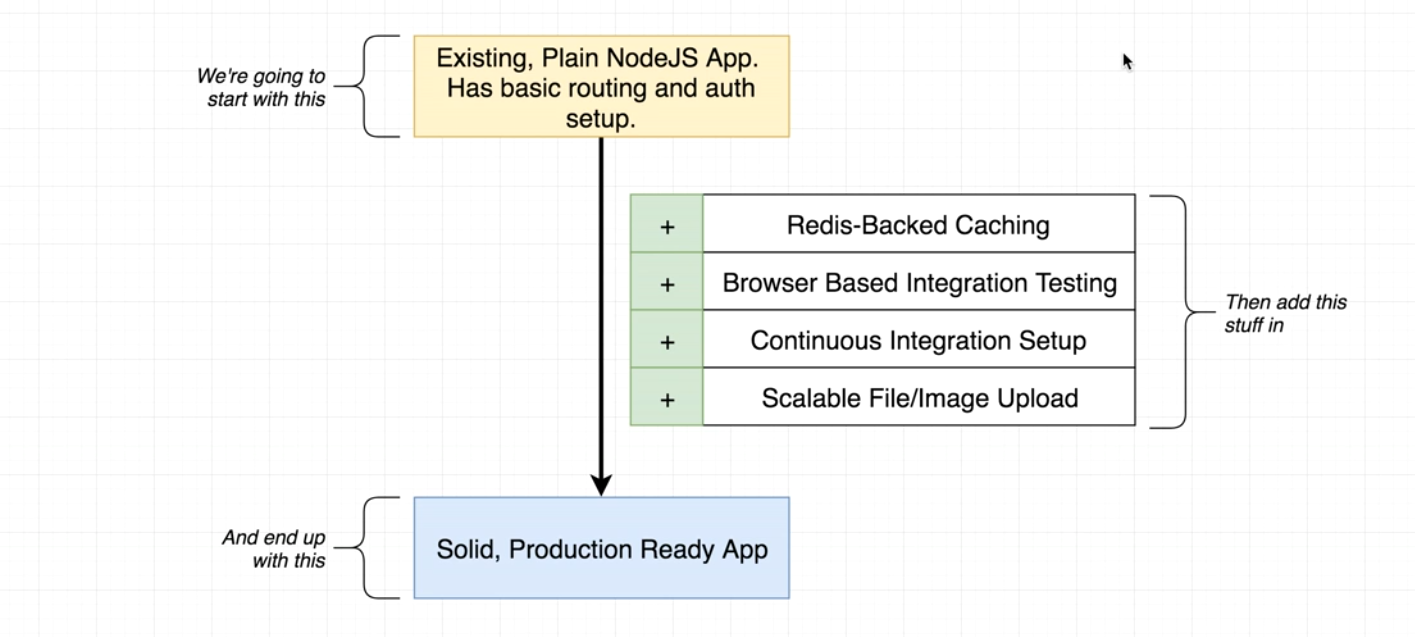 We're going to
start with this
Existing, Plain NodeJS App.
Has basic routing and auth
setup.
+ Redis-Backed Caching
+ Browser Based Integration Testing
+ Continuous Integration Setup
+ Scalable File/Image Upload
Then add this
stuff in
And end up
with this
Solid, Production Ready App